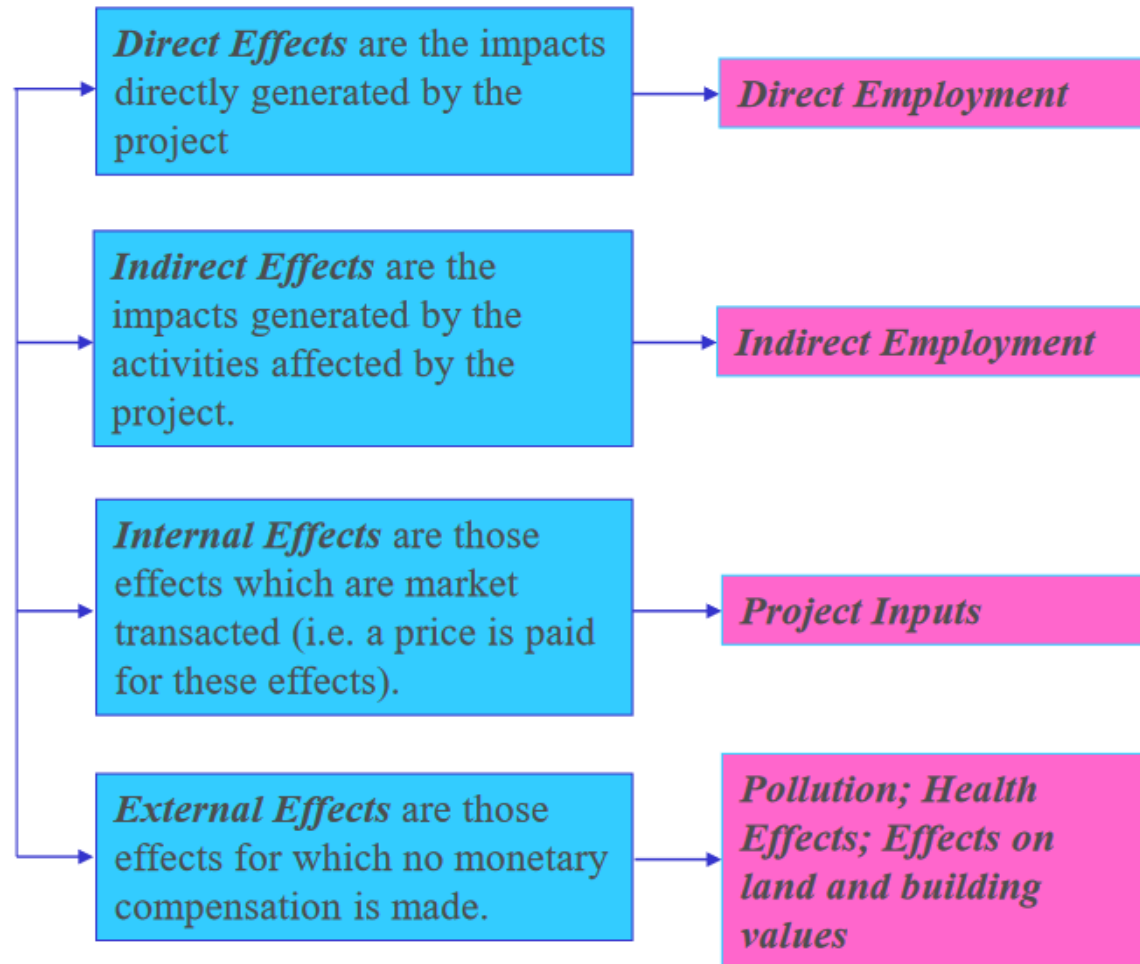 Direct Effects are the impacts
directly generated by the
project
Direct Employment
Indirect Effects are the
impacts generated by the
activities affected by the
project.
Indirect Employment
Internal Effects are those
effects which are market
transacted (i.e. a price is paid
for these effects).
Project Inputs
External Effects are those
effects for which no monetary
compensation is made.
Pollution; Health
Effects; Effects on
land and building
values